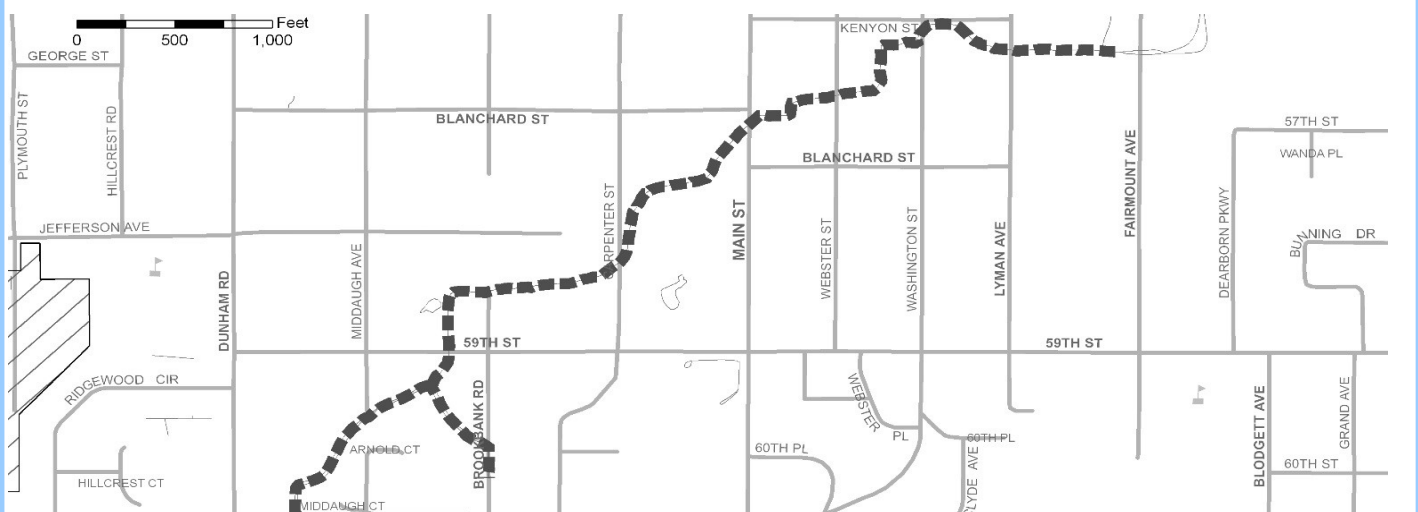 Feet
0 500 1,000
KENYON ST
GEORGE ST
PLYMOUTH ST
HILLCREST RD
BLANCHARD ST
57TH ST
WANDA PL
BLANCHARD ST
FAIRMOUNT AVE
CARPENTER ST
MAIN ST
DEARBORN PKWY
JEFFERSON AVE
WEBSTER ST
WASHINGTON ST
LYMAN AVE
BUNNING DR
DUNHAM RD
MIDDAUGH AVE
59TH ST
59TH ST
RIDGEWOOD CIR
BROOKBANK RD
WEBSTER PL
BLODGETT AVE
GRAND AVE
ARNOLD CT
60TH PL
60TH PL
60TH ST
HILLCREST CT
LYDE AVE
MIDDAUGH CT